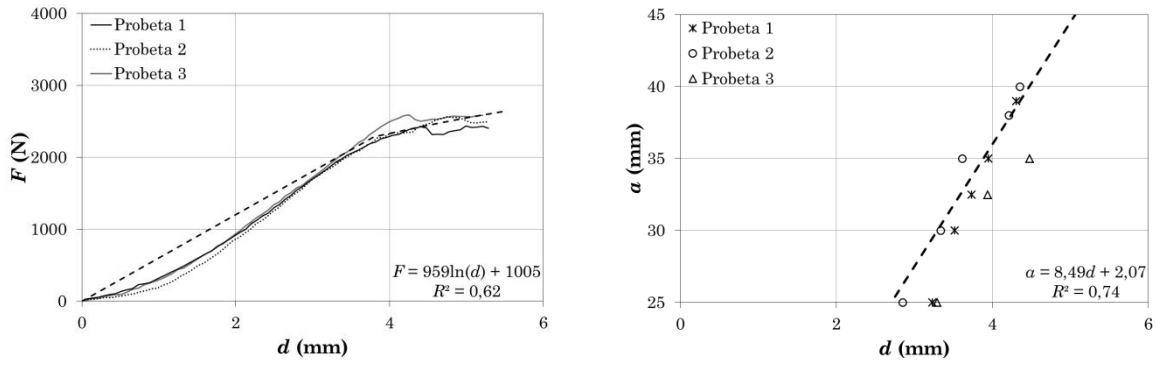 4000
3000
2000
1000
0
F (N)
Probeta 1
Probeta 2
Probeta 3
F = 959ln(d) + 1005
R² = 0,62
0 2 4 6
d (mm)
45
40
35
30
25
a (mm)
Probeta 1
Probeta 2
Probeta 3
a = 8,49d + 2,07
R² = 0,74
0 2 4 6
d (mm)